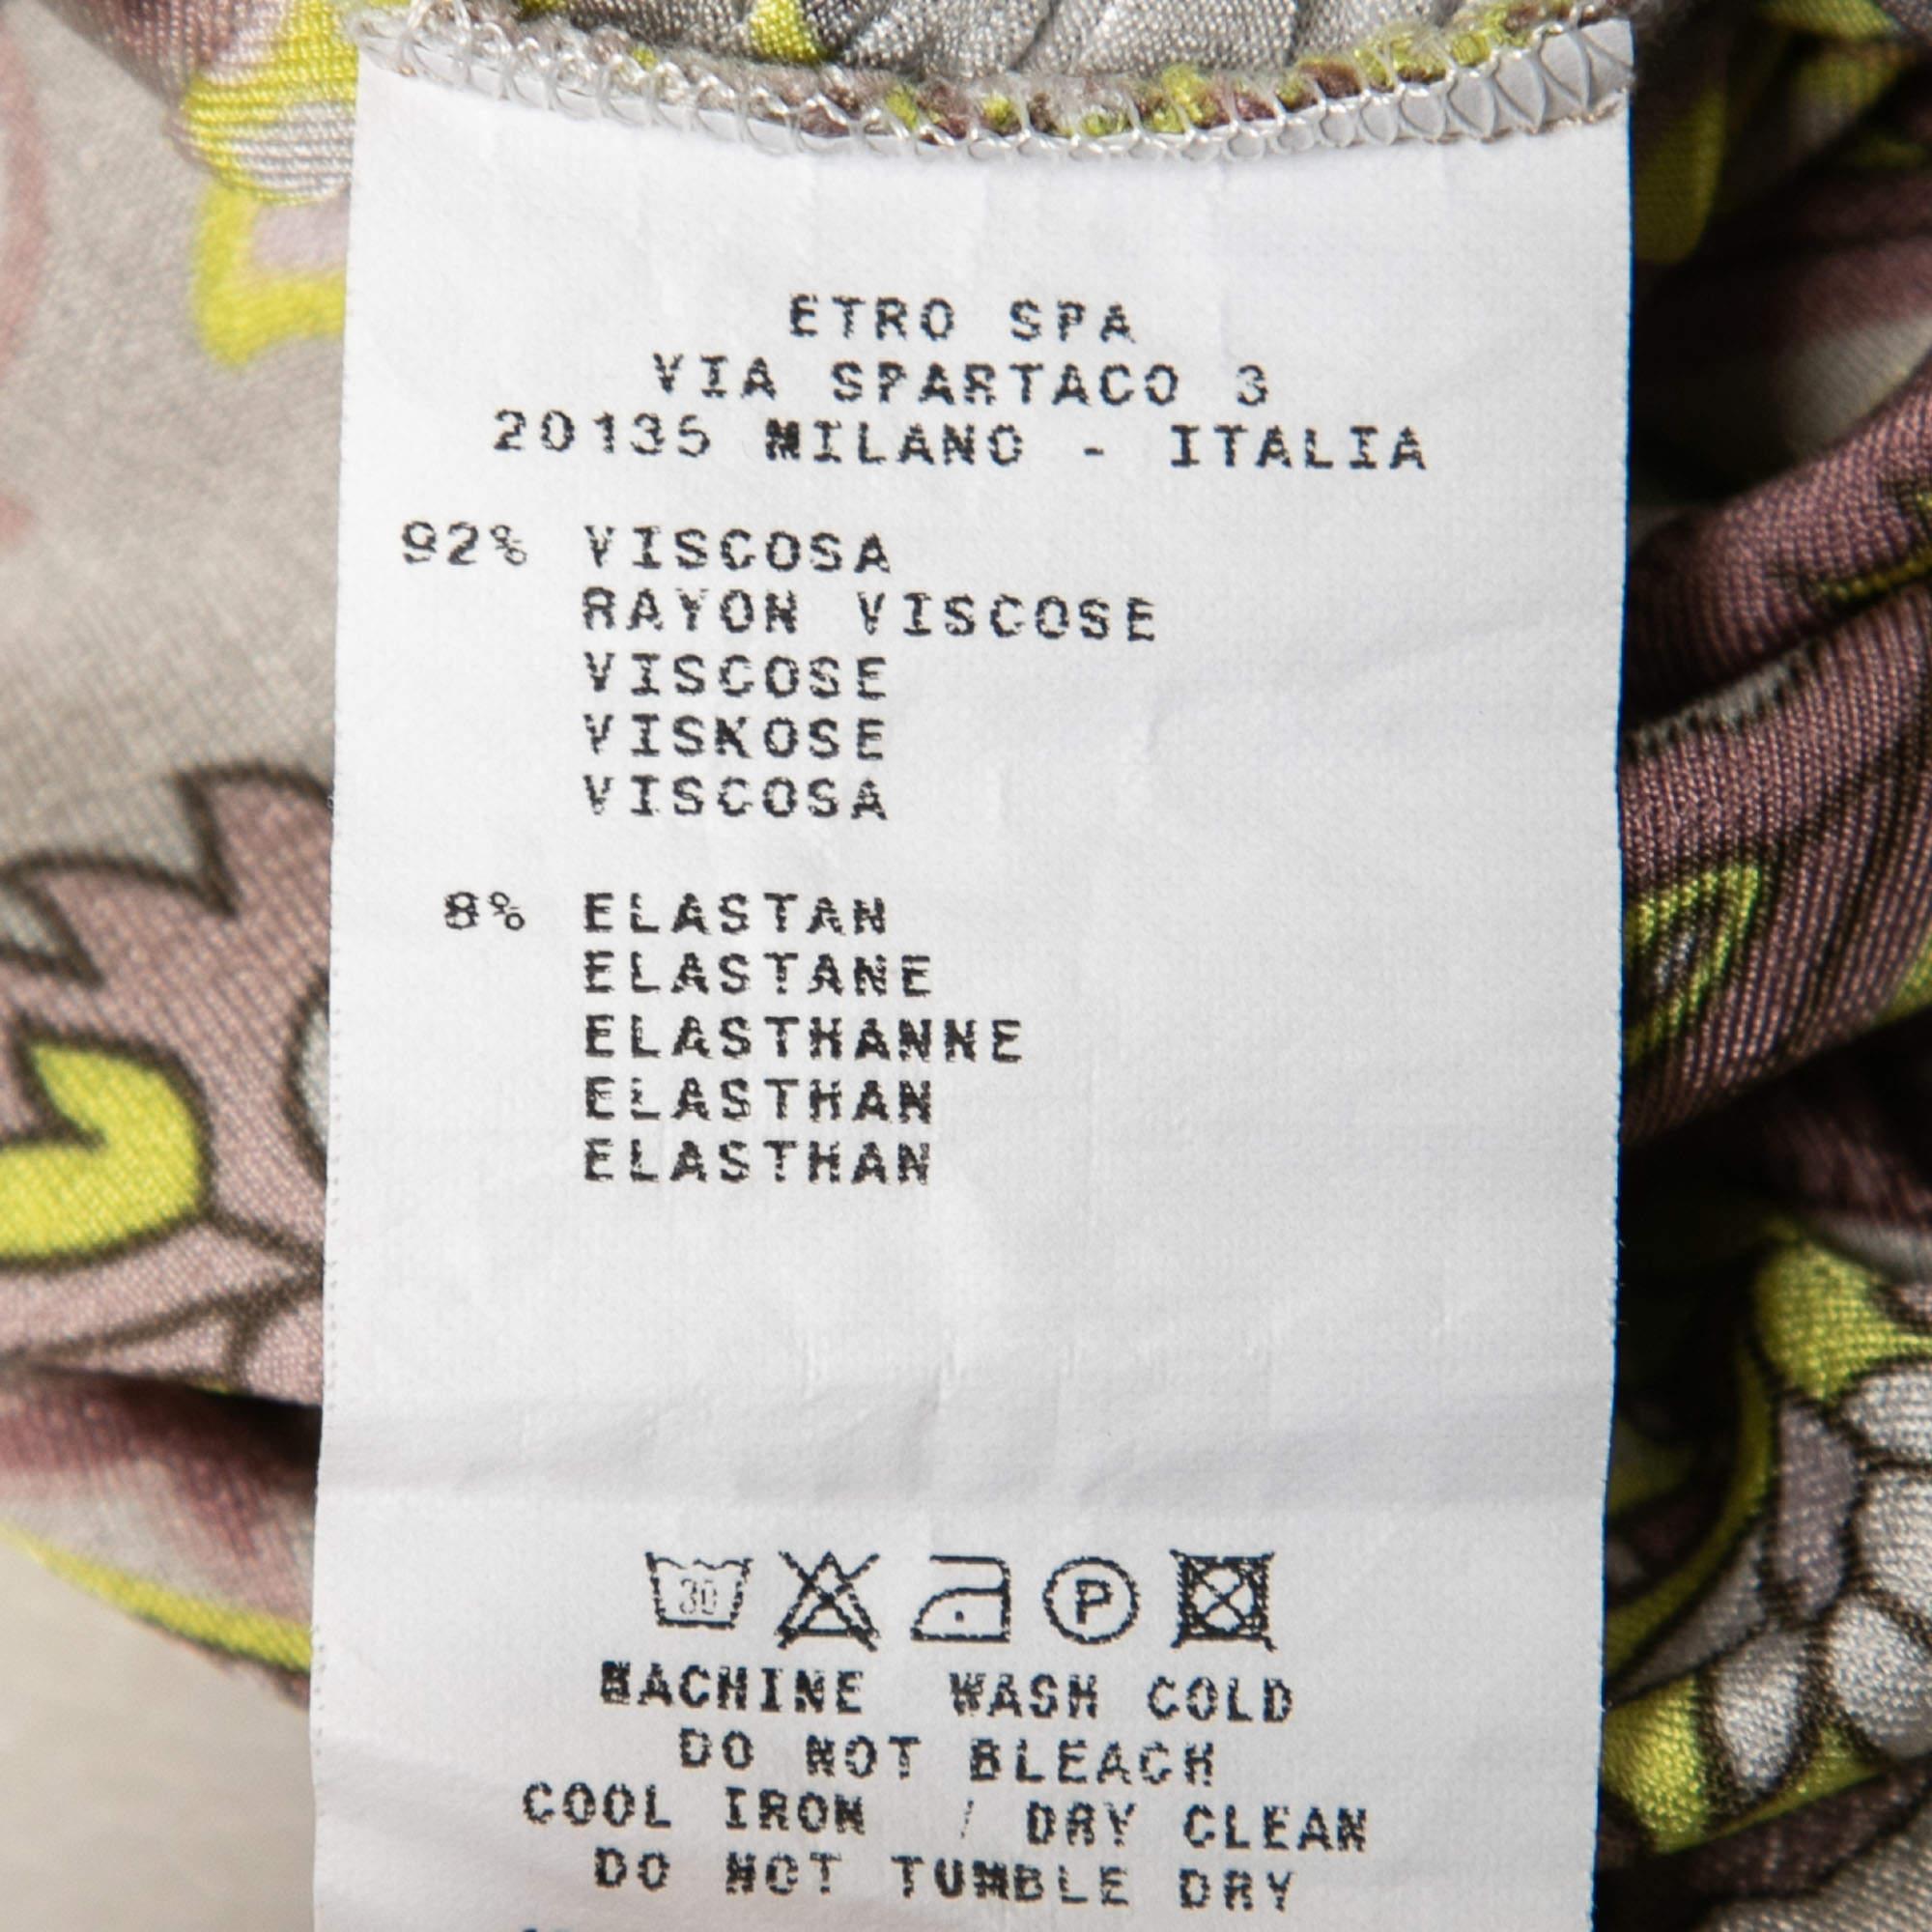 ETRO SPA
VIA SPARTACO 3
20135 MILANO - ITALIA
92% VISCOSA
RAYON VISCOSE
VISCOSE
VISKOSE
VISCOSA
8% ELASTAN
ELASTANE
ELASTHANNE
ELASTHAN
ELASTHAN
30 P
MACHINE WASH COLD
DO NOT BLEACH
COOL IRON / DRY CLEAN
DO NOT TUMBLE DRY